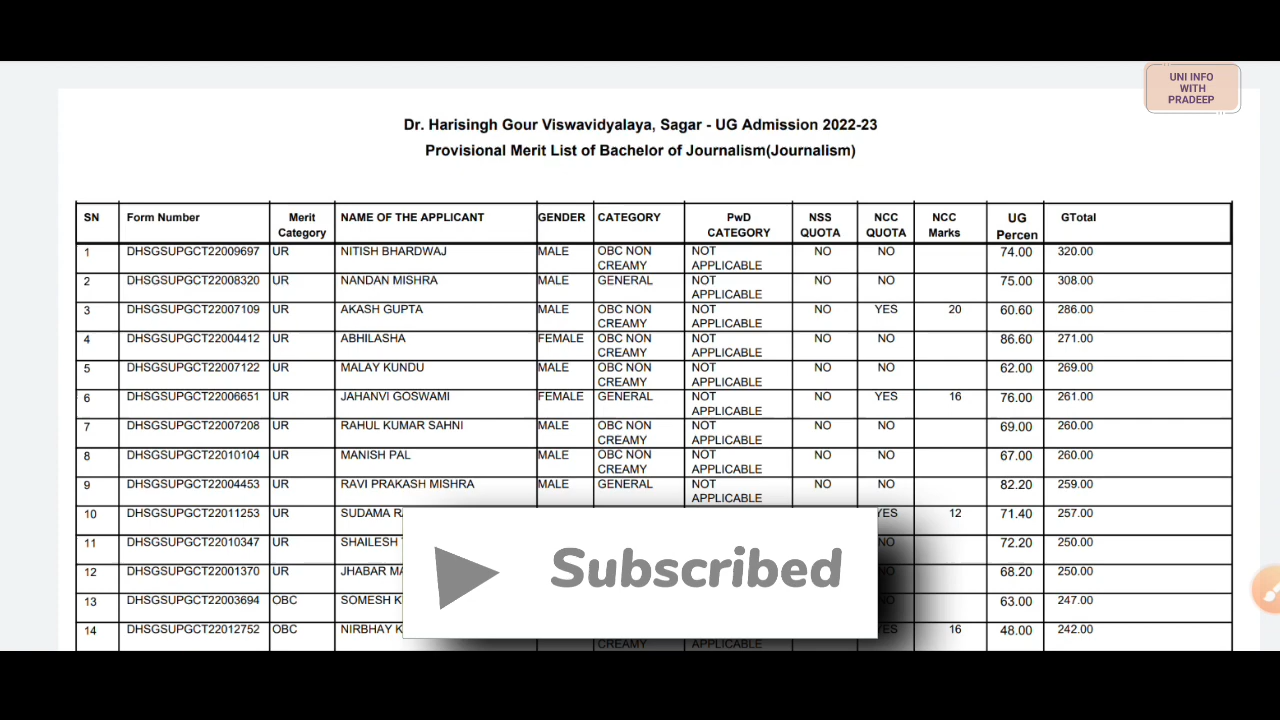 UNI INFO
WITH
PRADEEP
Dr. Harisingh Gour Viswavidyalaya, Sagar - UG Admission 2022-23
Provisional Merit List of Bachelor of Journalism(Journalism)
SN Form Number Merit Category NAME OF THE APPLICANT GENDER CATEGORY PwD CATEGORY NSS QUOTA NCC QUOTA NCC Marks UG Percen GTotal
1 DHSGSUPGCT22009697 UR NITISH BHARDWAJ MALE OBC NON CREAMY NOT APPLICABLE NO NO 74.00 320.00
2 DHSGSUPGCT22008320 UR NANDAN MISHRA MALE GENERAL NOT APPLICABLE NO NO 75.00 308.00
3 DHSGSUPGCT22007109 UR AKASH GUPTA MALE OBC NON CREAMY NOT APPLICABLE NO YES 20 60.60 286.00
4 DHSGSUPGCT22004412 UR ABHILASHA FEMALE OBC NON CREAMY NOT APPLICABLE NO NO 86.60 271.00
5 DHSGSUPGCT22007122 UR MALAY KUNDU MALE OBC NON CREAMY NOT APPLICABLE NO NO 62.00 269.00
6 DHSGSUPGCT22006651 UR JAHANVI GOSWAMI FEMALE GENERAL NOT APPLICABLE NO YES 16 76.00 261.00
7 DHSGSUPGCT22007208 UR RAHUL KUMAR SAHNI MALE OBC NON CREAMY NOT APPLICABLE NO NO 69.00 260.00
8 DHSGSUPGCT22010104 UR MANISH PAL MALE OBC NON CREAMY NOT APPLICABLE NO NO 67.00 260.00
9 DHSGSUPGCT22004453 UR RAVI PRAKASH MISHRA MALE GENERAL NOT APPLICABLE NO NO 82.20 259.00
10 DHSGSUPGCT22011253 UR SUDAMA YES 12 71.40 257.00
11 DHSGSUPGCT22010347 UR SHAILESH NO 72.20 250.00
12 DHSGSUPGCT22001370 UR JHABAR NO 68.20 250.00
13 DHSGSUPGCT22003694 OBC SOMESH NO 63.00 247.00
14 DHSGSUPGCT22012752 OBC NIRBHAY CREAMY APPLICABLE YES 16 48.00 242.00
Subscribed